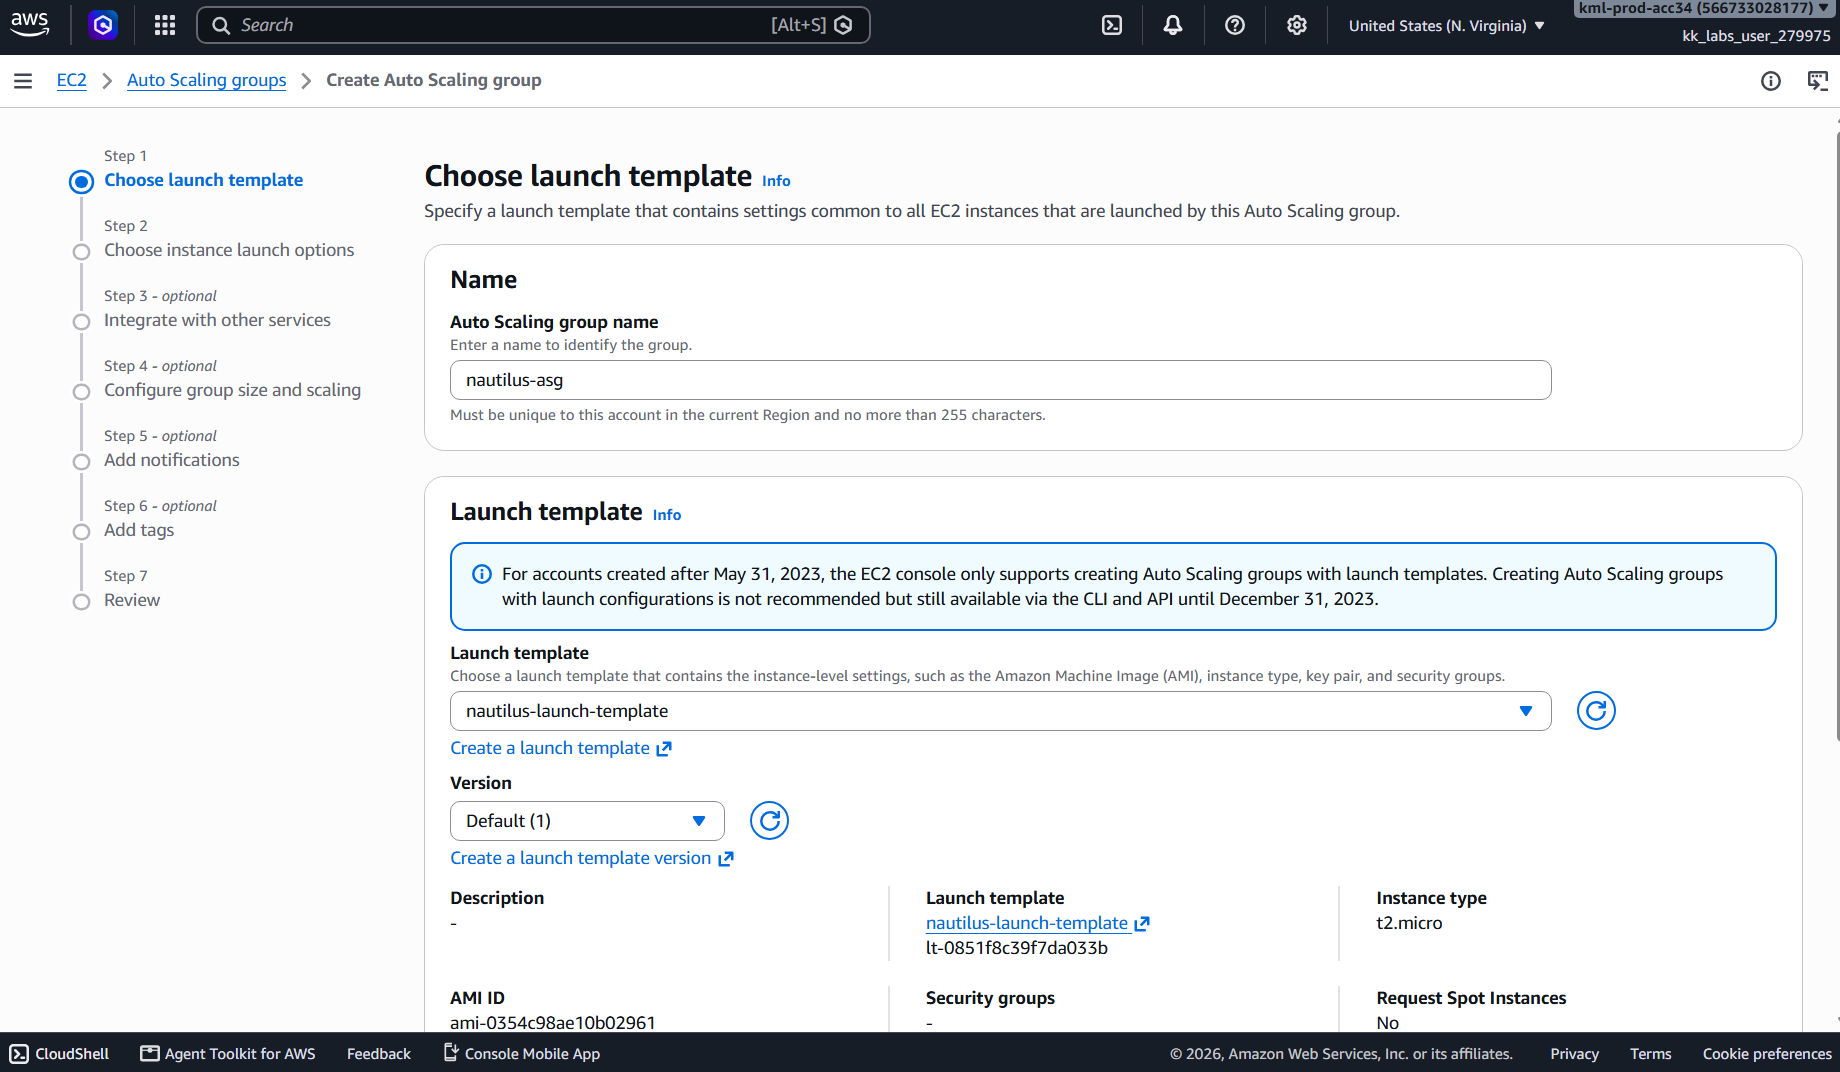 aws
Search
[Alt+S]
United States (N. Virginia)
kml-prod-acc34 (566733028177)
kk_labs_user_279975
EC2
Auto Scaling groups
Create Auto Scaling group
Step 1
Choose launch template
Step 2
Choose instance launch options
Step 3 - optional
Integrate with other services
Step 4 - optional
Configure group size and scaling
Step 5 - optional
Add notifications
Step 6 - optional
Add tags
Step 7
Review
Choose launch template Info
Specify a launch template that contains settings common to all EC2 instances that are launched by this Auto Scaling group.
Name
Auto Scaling group name
Enter a name to identify the group.
nautilus-asg
Must be unique to this account in the current Region and no more than 255 characters.
Launch template Info
For accounts created after May 31, 2023, the EC2 console only supports creating Auto Scaling groups with launch templates. Creating Auto Scaling groups
with launch configurations is not recommended but still available via the CLI and API until December 31, 2023.
Launch template
Choose a launch template that contains the instance-level settings, such as the Amazon Machine Image (AMI), instance type, key pair, and security groups.
nautilus-launch-template
Create a launch template
Version
Default (1)
Create a launch template version
Description
-
Launch template
nautilus-launch-template
lt-0851f8c39f7da033b
Instance type
t2.micro
AMI ID
ami-0354c98ae10b02961
Security groups
-
Request Spot Instances
No
CloudShell
Agent Toolkit for AWS
Feedback
Console Mobile App
© 2026, Amazon Web Services, Inc. or its affiliates.
Privacy
Terms
Cookie preferences